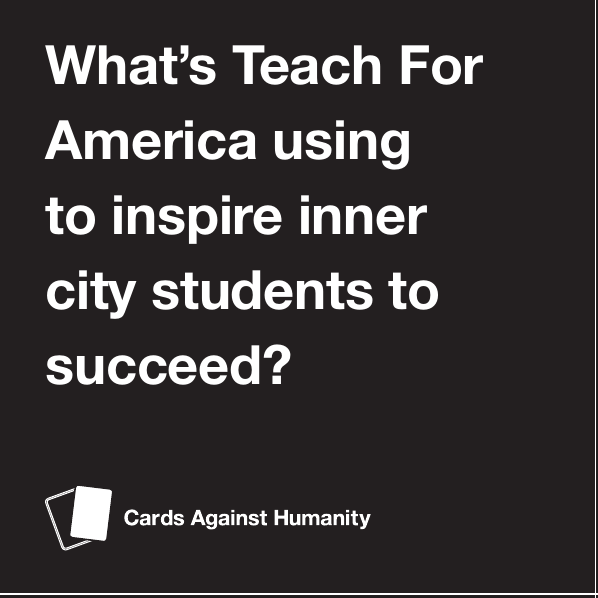 What’s Teach For
America using
to inspire inner
city students to
succeed?
Cards Against Humanity